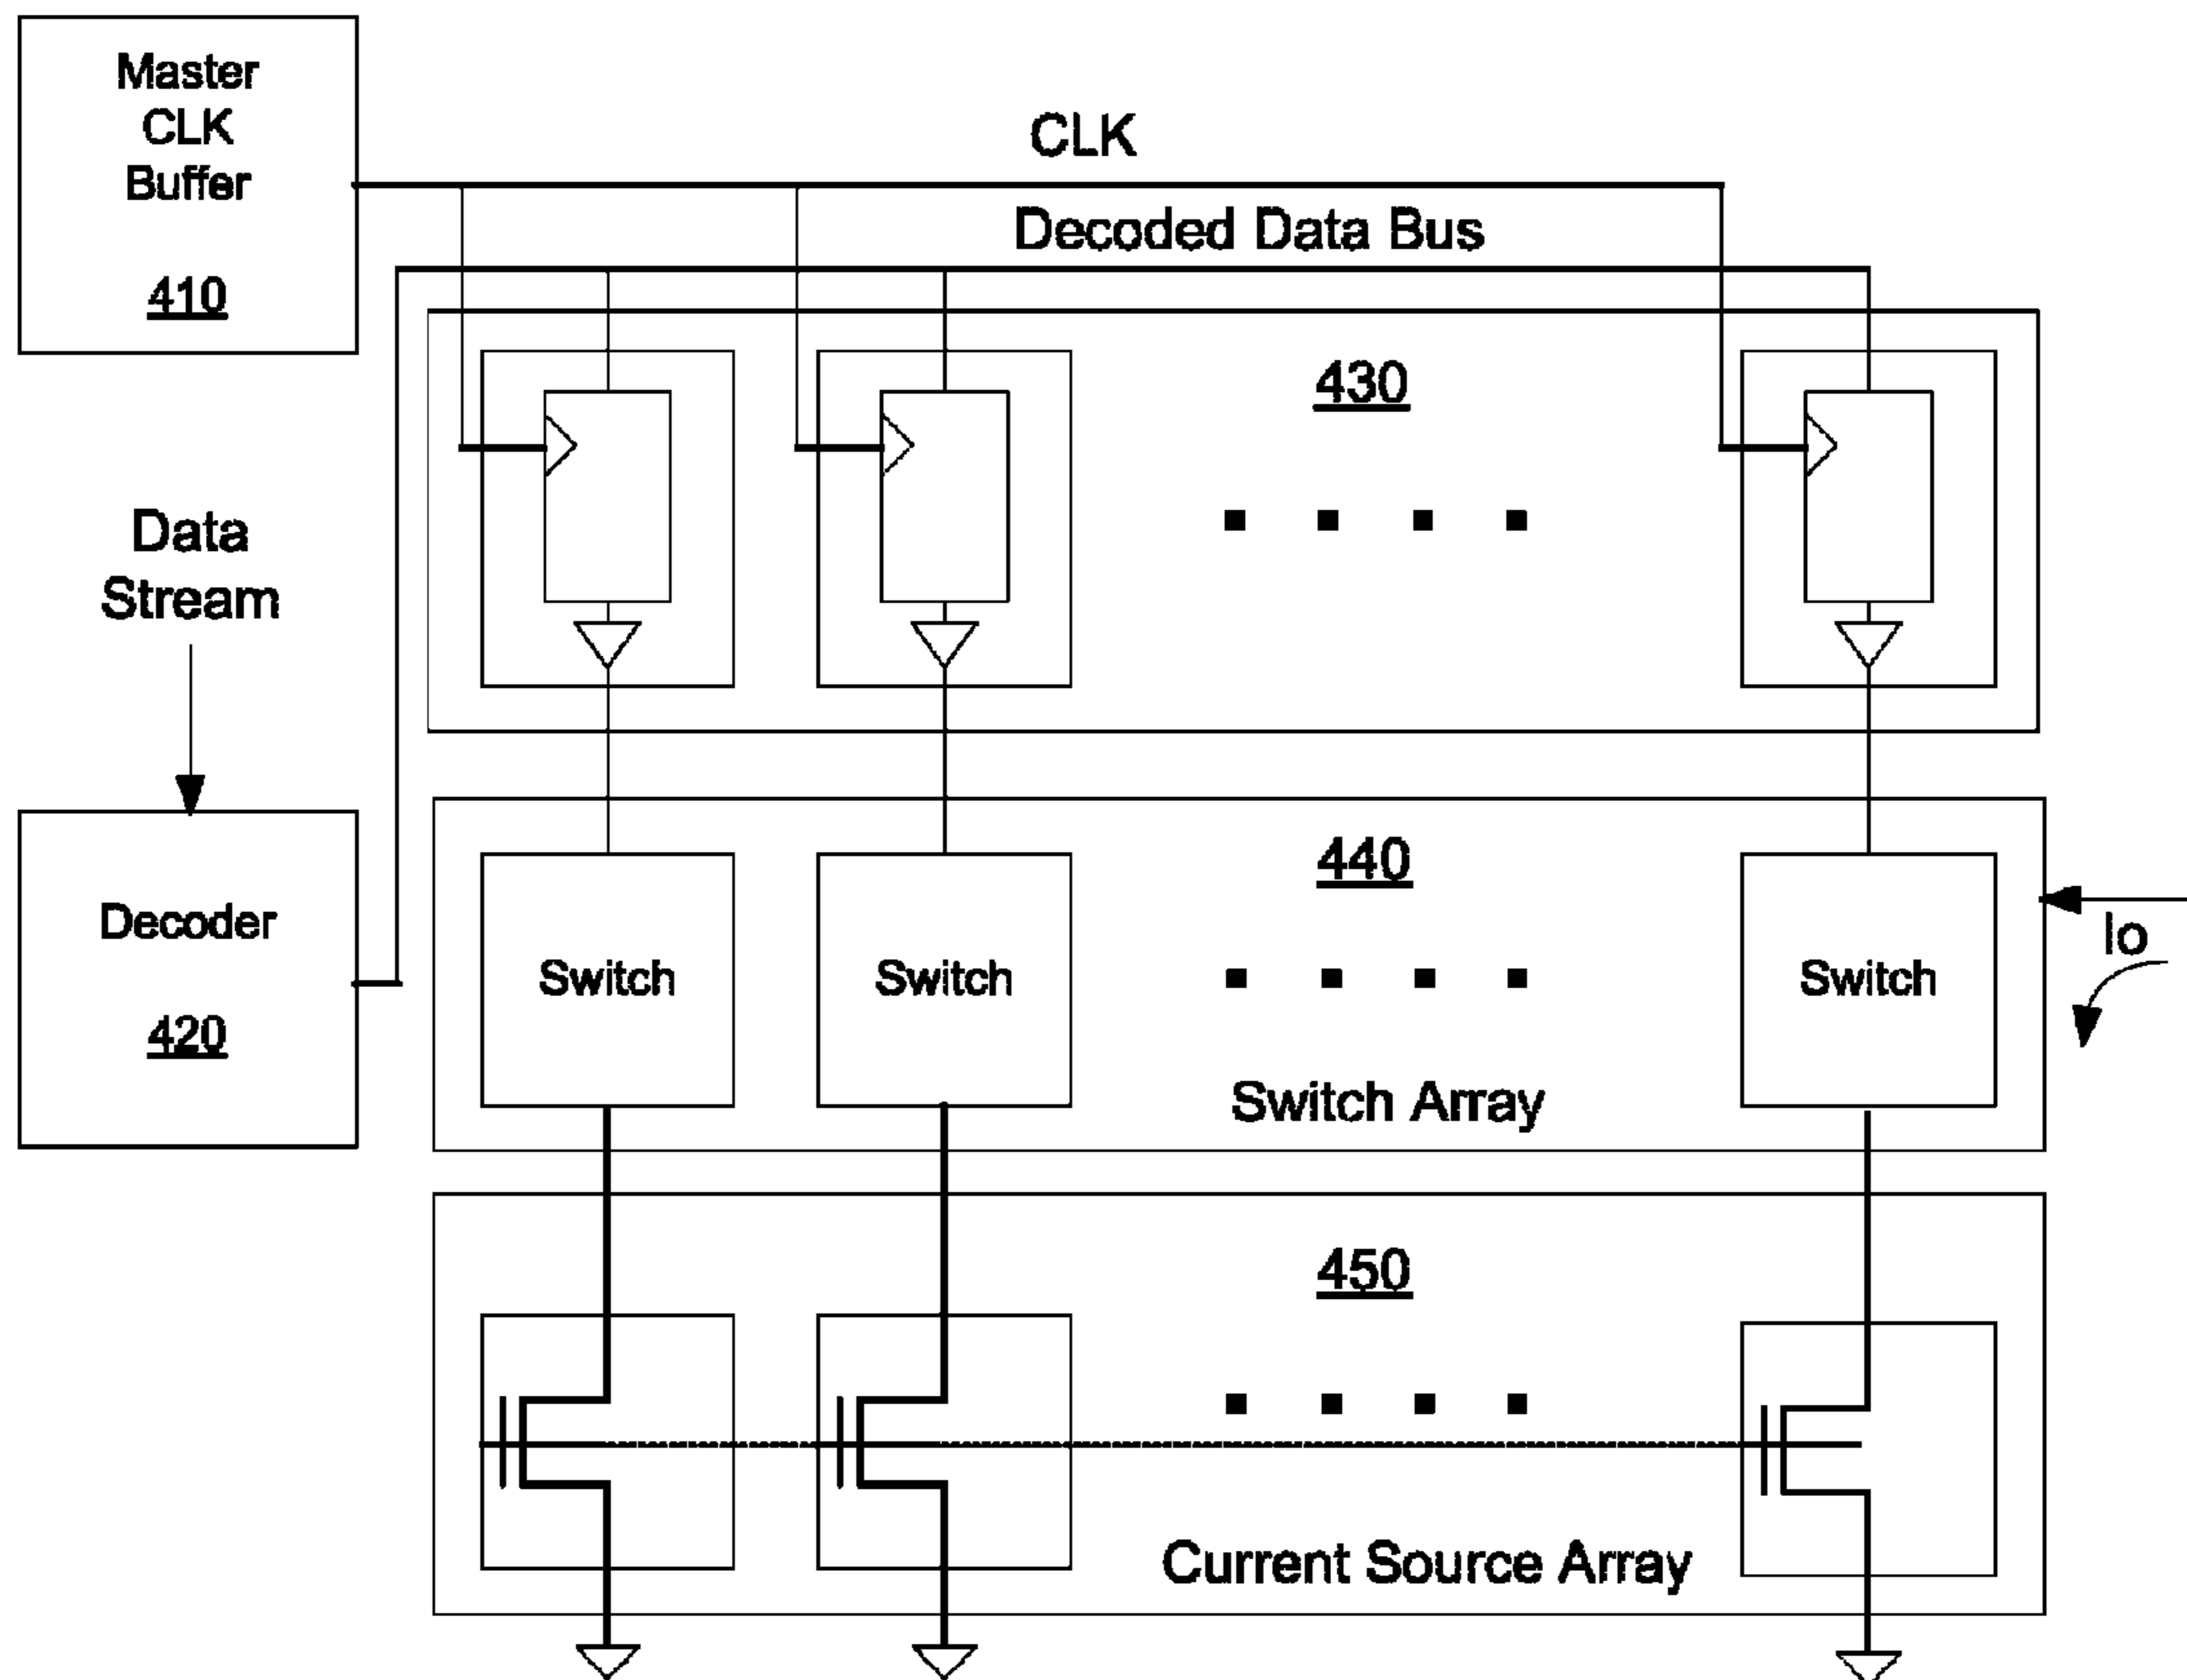 Master
CLK
Buffer
410
CLK
Decoded Data Bus
430
Data
Stream
Decoder
420
440
Switch
Switch
Switch
Switch Array
Io
450
Current Source Array